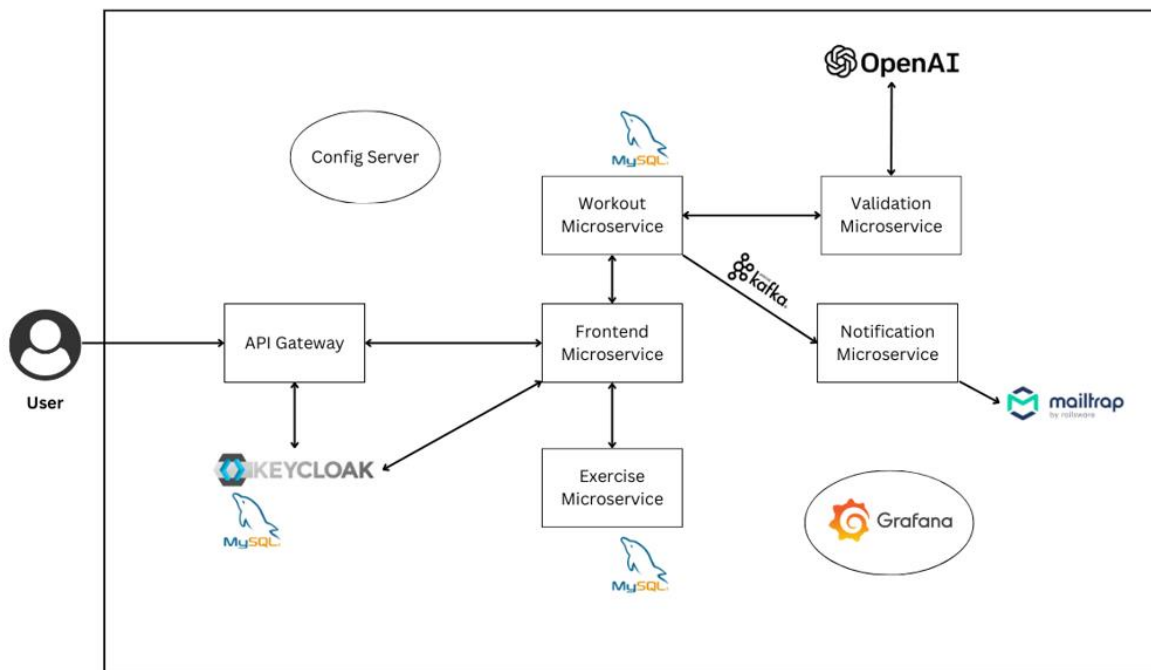 OpenAI
MySQL
Config Server
Workout
Microservice
Validation
Microservice
kafka
API Gateway
Frontend
Microservice
Notification
Microservice
User
mailtrap
by railsware
KEYCLOAK
MySQL
Exercise
Microservice
Grafana
MySQL